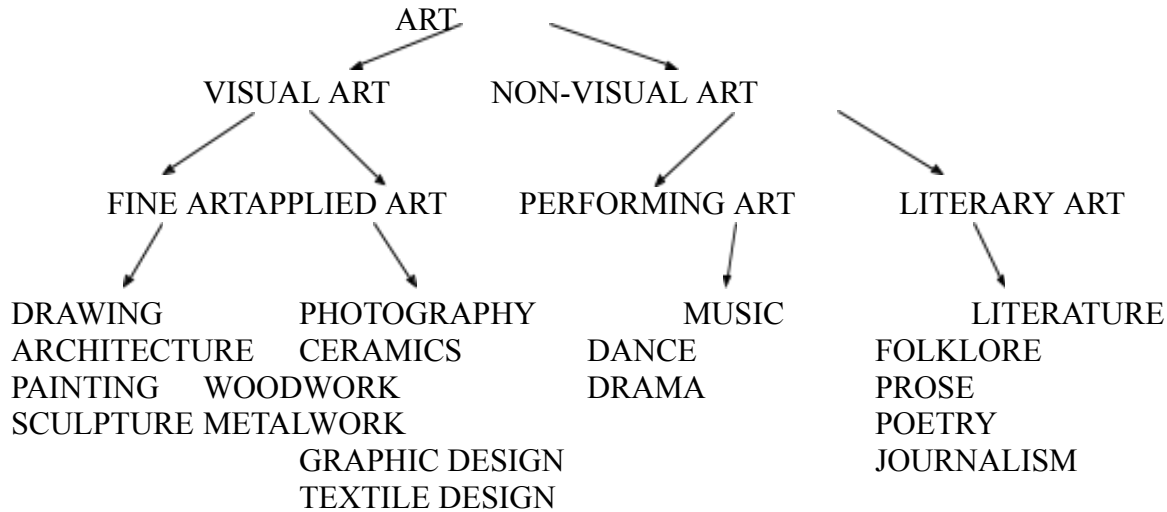 ART
VISUAL ART NON-VISUAL ART
FINE ARTAPPLIED ART PERFORMING ART LITERARY ART
DRAWING PHOTOGRAPHY MUSIC LITERATURE
ARCHITECTURE CERAMICS DANCE FOLKLORE
PAINTING WOODWORK DRAMA PROSE
SCULPTURE METALWORK POETRY
GRAPHIC DESIGN JOURNALISM
TEXTILE DESIGN